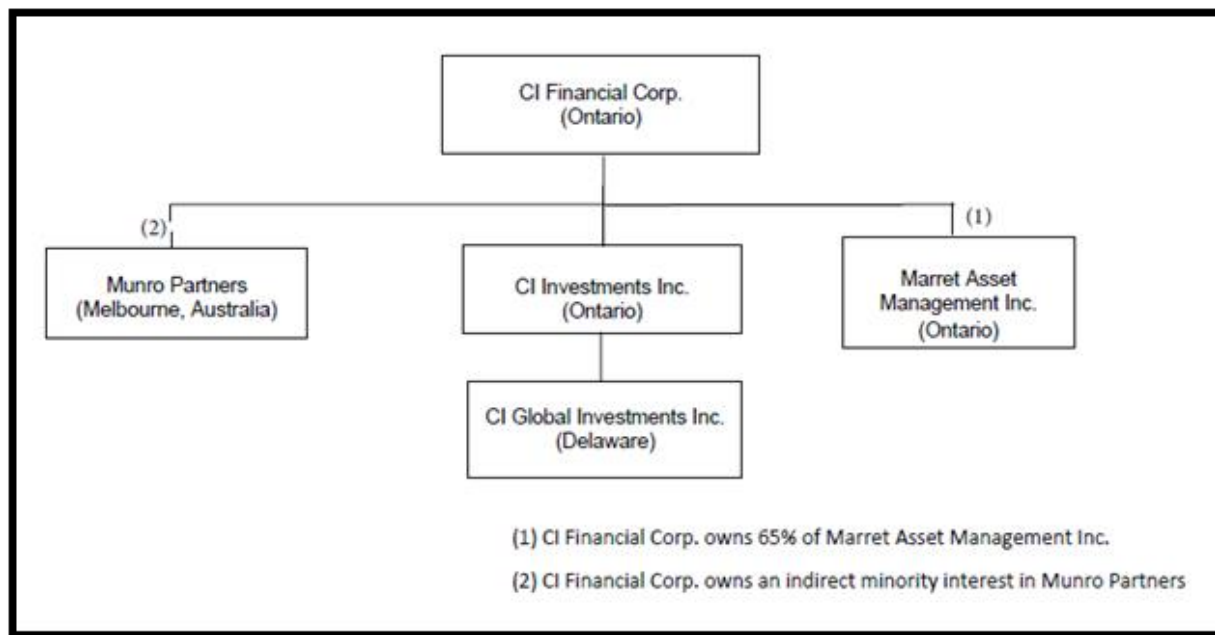 CI Financial Corp.
(Ontario)
(2)
(1)
Munro Partners
(Melbourne, Australia)
CI Investments Inc.
(Ontario)
Marret Asset
Management Inc.
(Ontario)
CI Global Investments Inc.
(Delaware)
(1) CI Financial Corp. owns 65% of Marret Asset Management Inc.
(2) CI Financial Corp. owns an indirect minority interest in Munro Partners